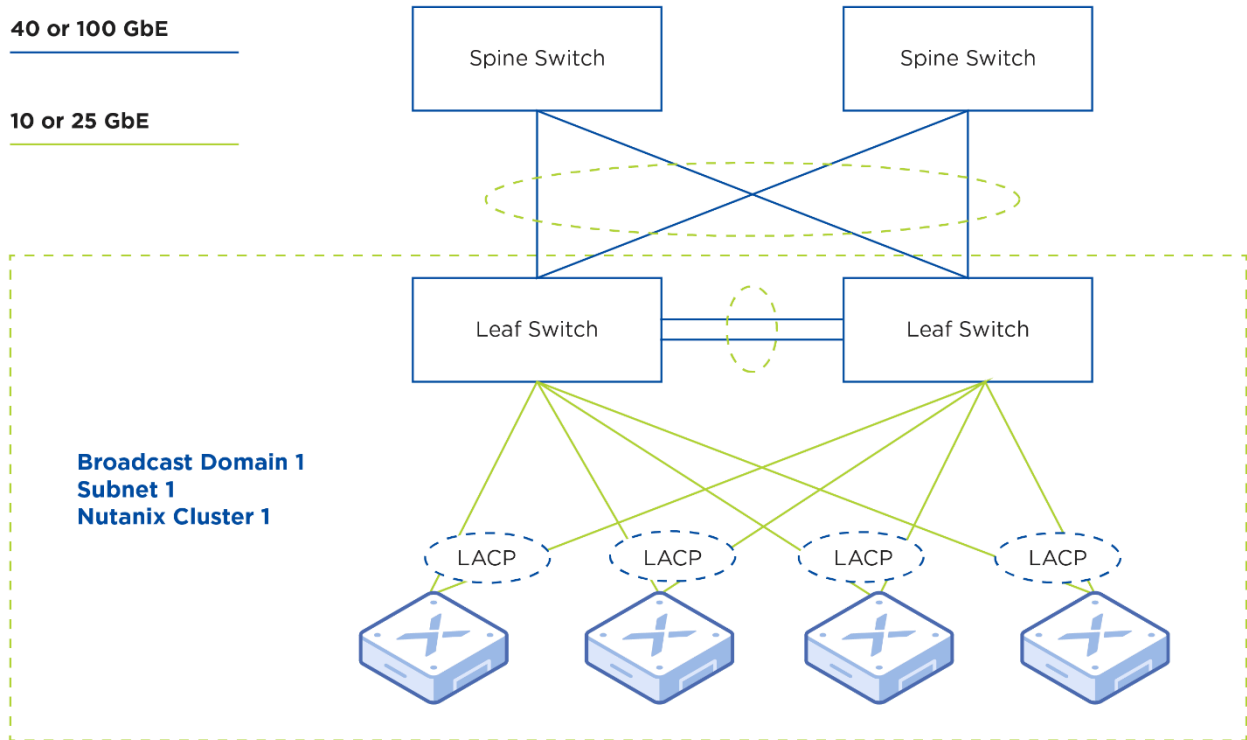 40 or 100 GbE
10 or 25 GbE
Spine Switch
Spine Switch
Leaf Switch
Leaf Switch
Broadcast Domain 1
Subnet 1
Nutanix Cluster 1
LACP
LACP
LACP
LACP